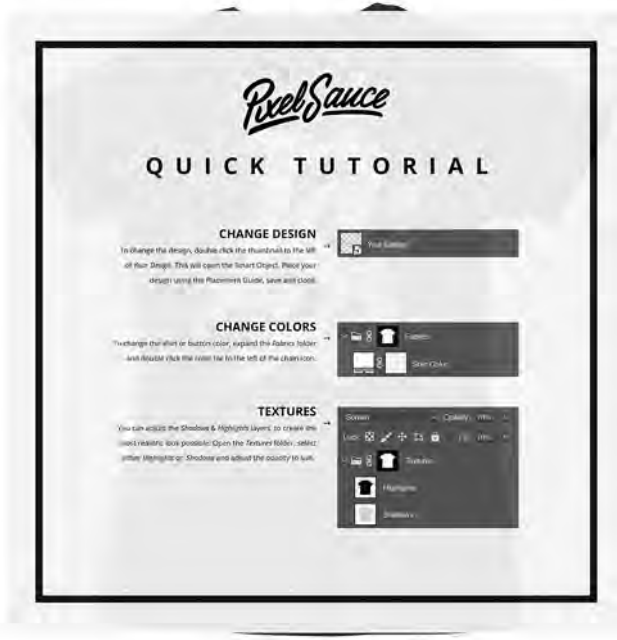 PixelSauce
QUICK TUTORIAL
CHANGE DESIGN
To change the design, double click the thumbnail to the left
of Your Design. This will open the Smart Object. Place your
design using the Placement Guide, save and close.
Your Design
CHANGE COLORS
To change the shirt or button color, expand the Fabrics folder
and double click the color tile to the left of the chain icon.
Fabrics
Shirt Color
TEXTURES
You can adjust the Shadows & Highlights layers, to create the
most realistic look possible. Open the Textures folder, select
either Highlights or Shadows and adjust the opacity to suit.
Screen
Opacity:
Lock:
Textures
Highlights
Shadows